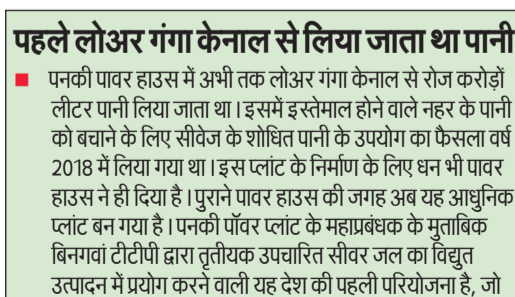 पहले लोअर गंगा केनाल से लिया जाता था पानी
पनकी पावर हाउस में अभी तक लोअर गंगा केनाल से रोज करोड़ों
लीटर पानी लिया जाता था। इसमें इस्तेमाल होने वाले नहर के पानी
को बचाने के लिए सीवेज के शोधित पानी के उपयोग का फैसला वर्ष
2018 में लिया गया था। इस प्लांट के निर्माण के लिए धन भी पावर
हाउस ने ही दिया है। पुराने पावर हाउस की जगह अब यह आधुनिक
प्लांट बन गया है। पनकी पॉवर प्लांट के महाप्रबंधक के मुताबिक
बिनगवां टीटीपी द्वारा तृतीयक उपचारित सीवर जल का विद्युत
उत्पादन में प्रयोग करने वाली यह देश की पहली परियोजना है, जो